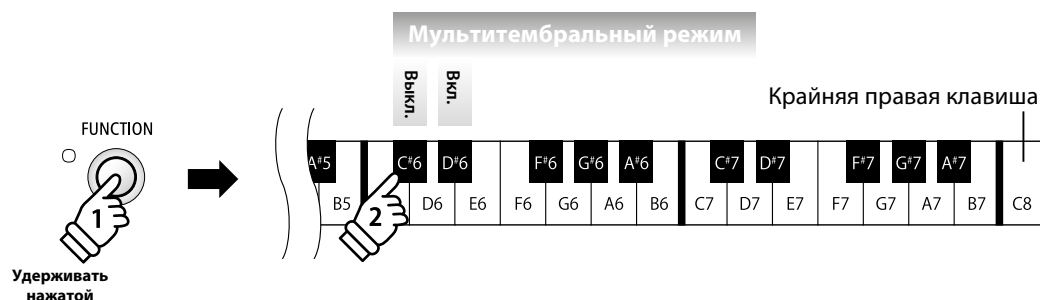 Мультитембральный режим
Выкл.
Вкл.
Крайняя правая клавиша
FUNCTION
A#5 C#6 D#6 F#6 G#6 A#6 C#7 D#7 F#7 G#7 A#7
B5 D6 E6 F6 G6 A6 B6 C7 D7 E7 F7 G7 A7 B7 C8
1
2
Удерживать
нажатой